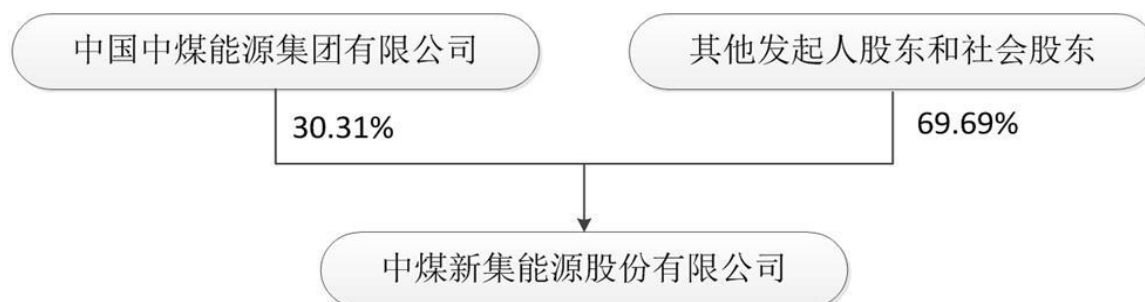 中国中煤能源集团有限公司
其他发起人股东和社会股东
30.31%
69.69%
中煤新集能源股份有限公司